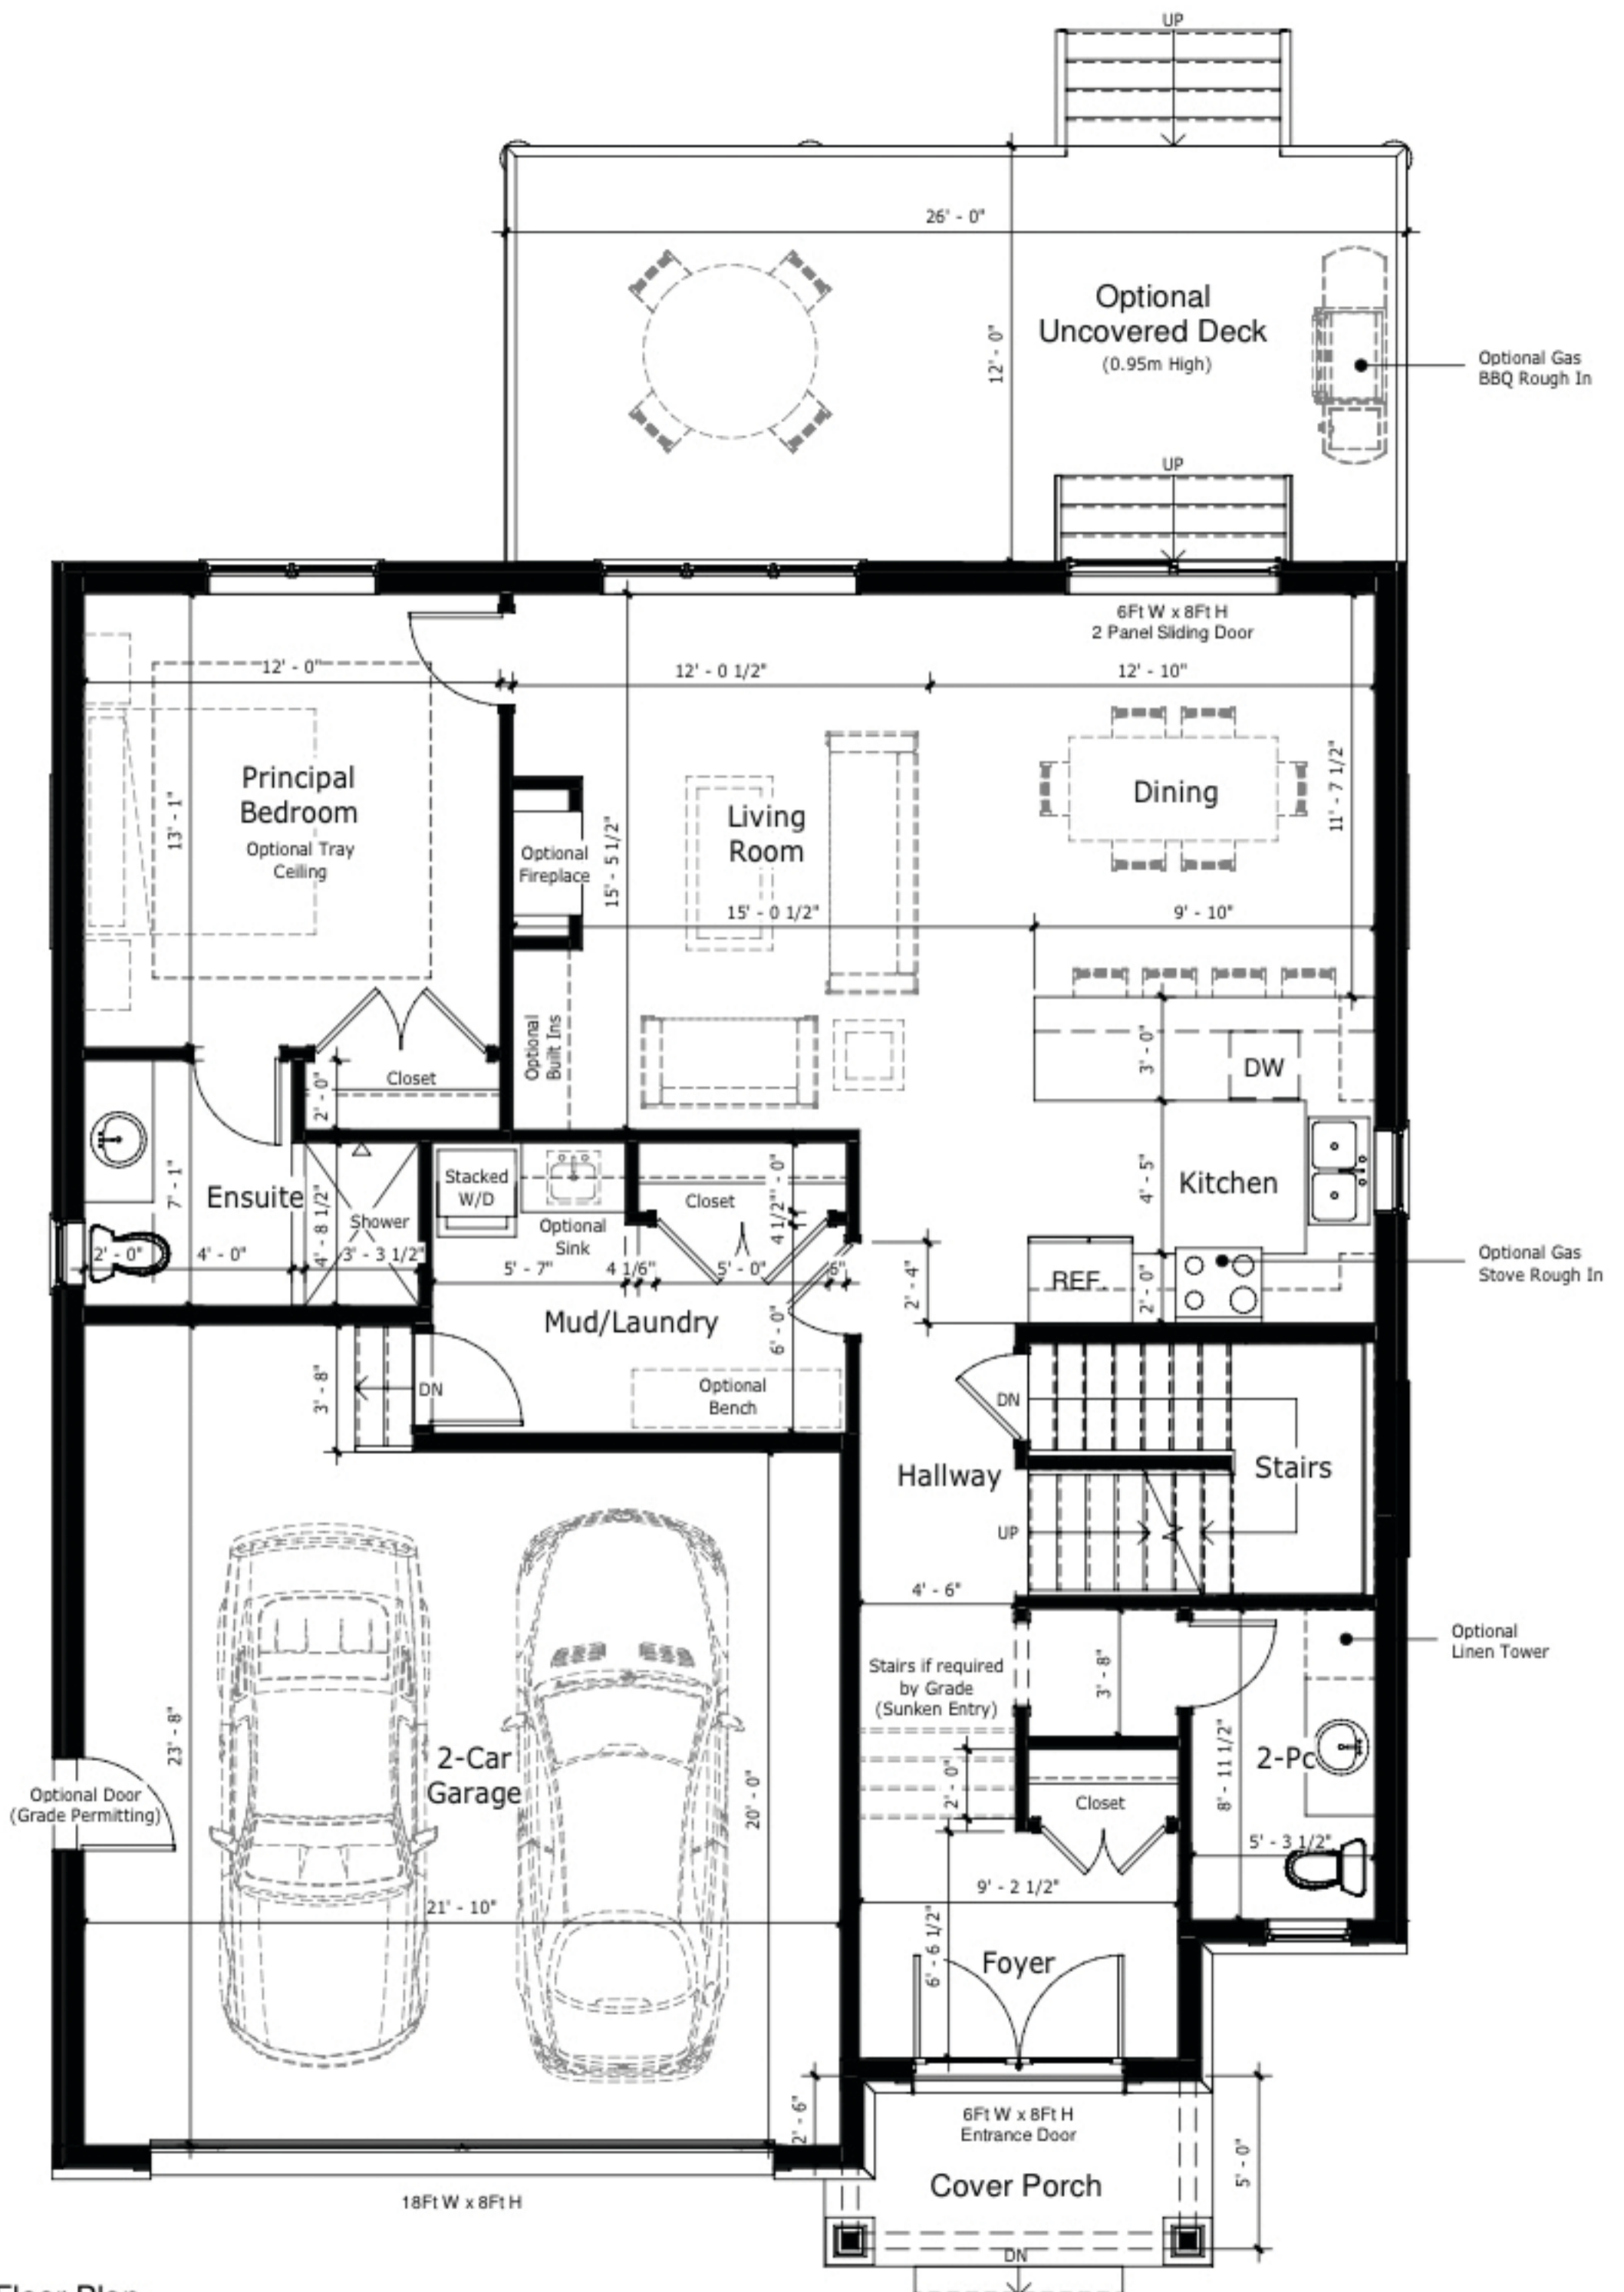 UP
26' - 0"
12' - 0"
Optional
Uncovered Deck
(0.95m High)
Optional Gas
BBQ Rough In
UP
6Ft W x 8Ft H
2 Panel Sliding Door
12' - 0"
12' - 0 1/2"
12' - 10"
Principal
Bedroom
Optional Tray
Ceiling
13' - 1"
Optional
Fireplace
15' - 5 1/2"
Living
Room
Dining
11' - 7 1/2"
15' - 0 1/2"
9' - 10"
Optional
Built Ins
Closet
2' - 0"
3' - 0"
DW
Ensuite
7' - 1"
4' - 8 1/2"
Shower
2' - 0"
4' - 0"
3' - 3 1/2"
Stacked
W/D
Optional
Sink
Closet
2' - 0"
4 1/2"
5' - 7"
4 1/2"
6"
5' - 0"
6"
Mud/Laundry
6' - 0"
Kitchen
4' - 5"
2' - 4"
REF.
2' - 0"
Optional Gas
Stove Rough In
3' - 8"
DN
Optional
Bench
DN
Hallway
Stairs
UP
4' - 6"
Stairs if required
by Grade
(Sunken Entry)
3' - 8"
Optional
Linen Tower
23' - 8"
2-Car
Garage
20' - 0"
Optional Door
(Grade Permitting)
2' - 0"
Closet
8' - 11 1/2"
2-Pc
5' - 3 1/2"
21' - 10"
9' - 2 1/2"
6' - 6 1/2"
Foyer
2' - 6"
6Ft W x 8Ft H
Entrance Door
5' - 0"
Cover Porch
18Ft W x 8Ft H
DN